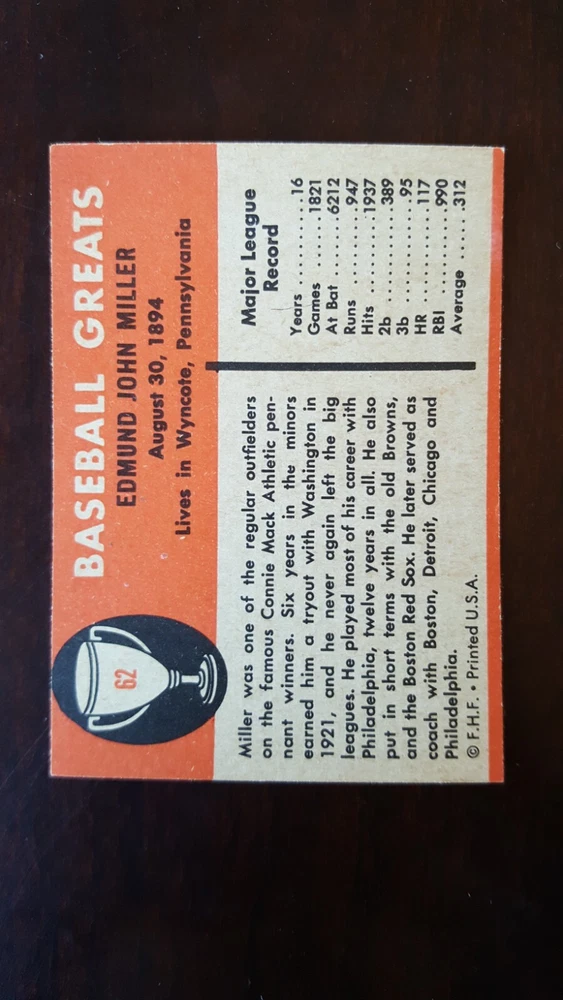 62
BASEBALL GREATS
EDMUND JOHN MILLER
August 30, 1894
Lives in Wyncote, Pennsylvania
Miller was one of the regular outfielders
on the famous Connie Mack Athletic pen-
nant winners. Six years in the minors
earned him a tryout with Washington in
1921, and he never again left the big
leagues. He played most of his career with
Philadelphia, twelve years in all. He also
put in short terms with the old Browns,
and the Boston Red Sox. He later served as
coach with Boston, Detroit, Chicago and
Philadelphia.
© F.H.F. • Printed U.S.A.
Major League
Record
Years ..........16
Games ......1821
At Bat ......6212
Runs ..........947
Hits ..........1937
2b ..............389
3b ................95
HR ..............117
RBI ..............990
Average ......312